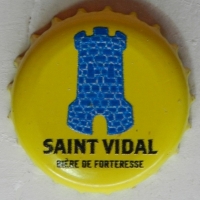 SAINT VIDAL
BIÈRE DE FORTERESSE